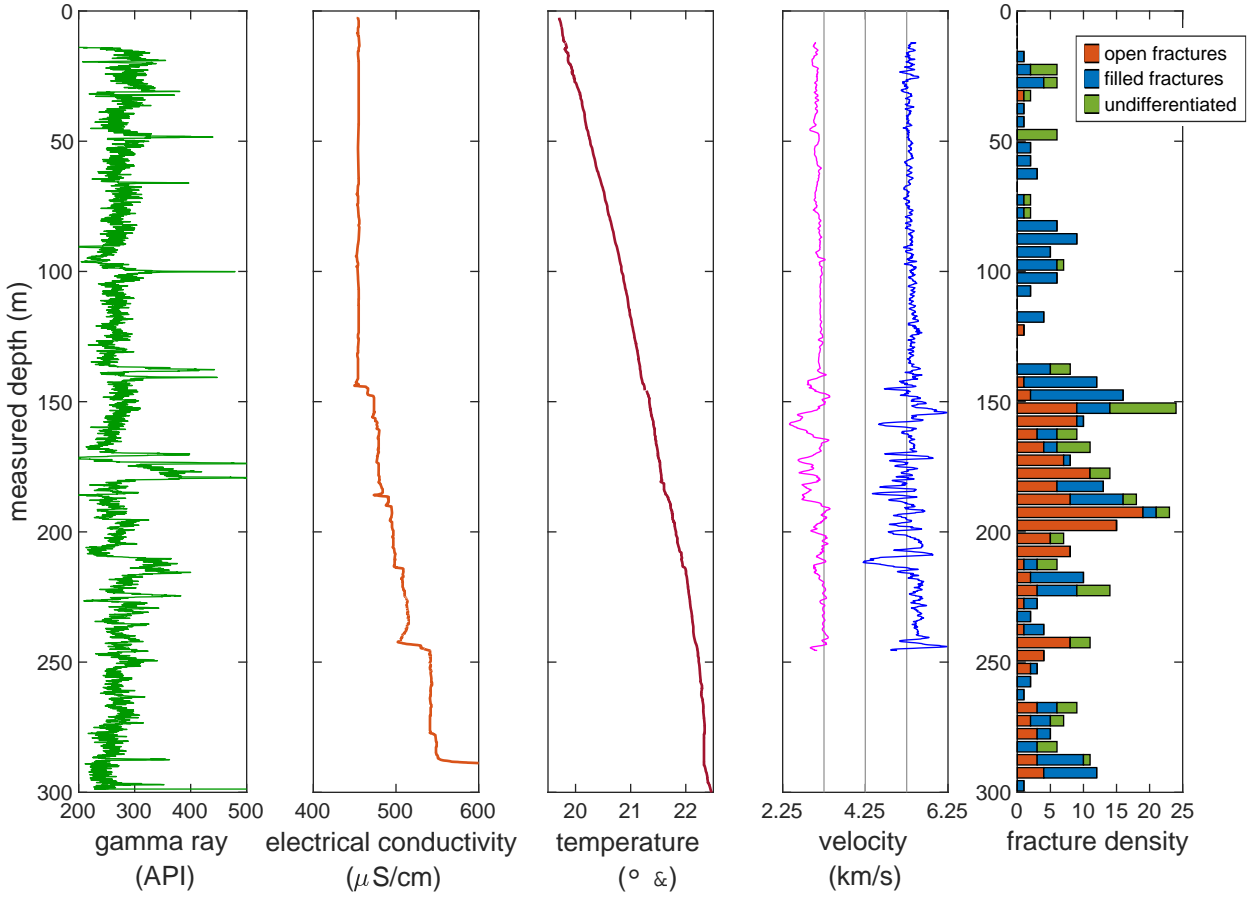 0
50
100
150
200
250
300
measured depth (m)
200 300 400 500
gamma ray
(API)
400 500 600
electrical conductivity
(μS/cm)
20 21 22
temperature
(° &)
2.25 4.25 6.25
velocity
(km/s)
0
50
100
150
200
250
300
0 5 10 15 20 25
fracture density
open fractures
filled fractures
undifferentiated